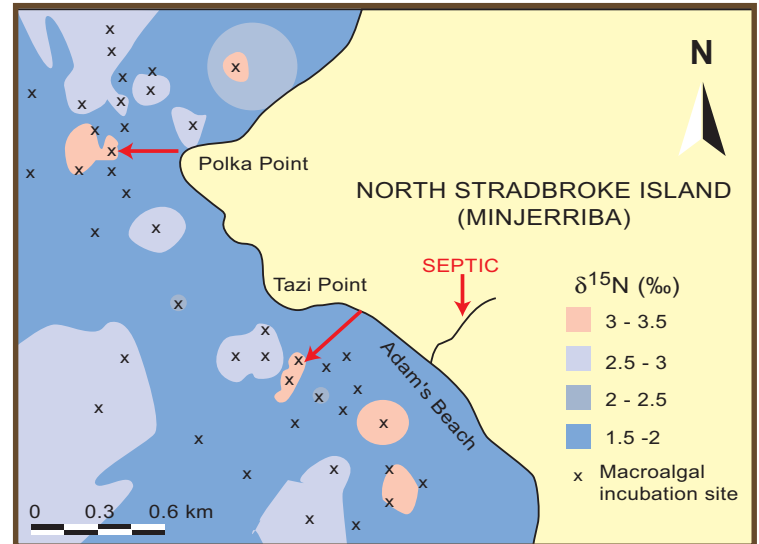 N
Polka Point
NORTH STRADBROKE ISLAND
(MINJERRIBA)
SEPTIC
Tazi Point
Adam's Beach
δ¹⁵N (‰)
3 - 3.5
2.5 - 3
2 - 2.5
1.5 -2
x Macroalgal
incubation site
0 0.3 0.6 km